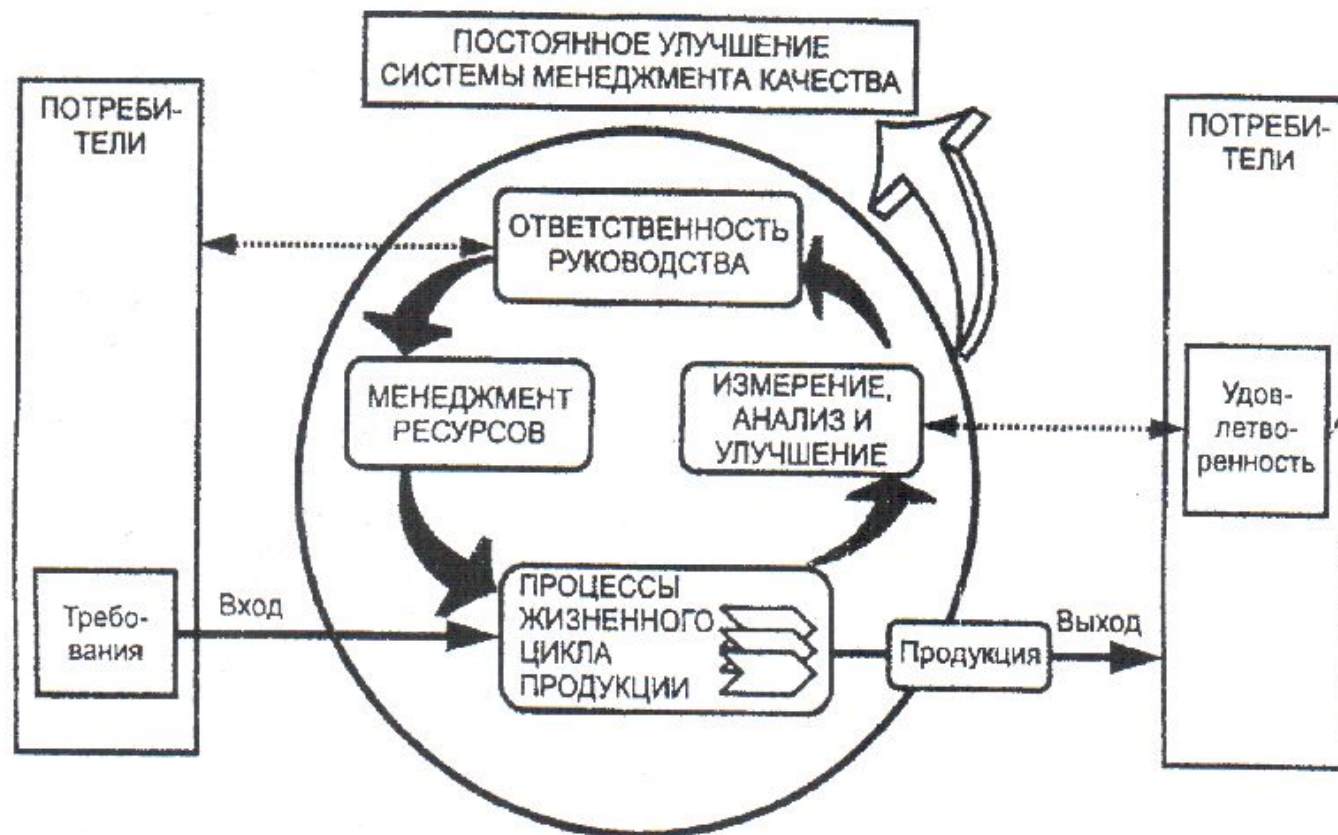 ПОСТОЯННОЕ УЛУЧШЕНИЕ
СИСТЕМЫ МЕНЕДЖМЕНТА КАЧЕСТВА
ПОТРЕБИ-
ТЕЛИ
ПОТРЕБИ-
ТЕЛИ
ОТВЕТСТВЕННОСТЬ
РУКОВОДСТВА
МЕНЕДЖМЕНТ
РЕСУРСОВ
ИЗМЕРЕНИЕ,
АНАЛИЗ И
УЛУЧШЕНИЕ
Удов-
летво-
ренность
Требо-
вания
Вход
ПРОЦЕССЫ
ЖИЗНЕННОГО
ЦИКЛА
ПРОДУКЦИИ
Продукция
Выход